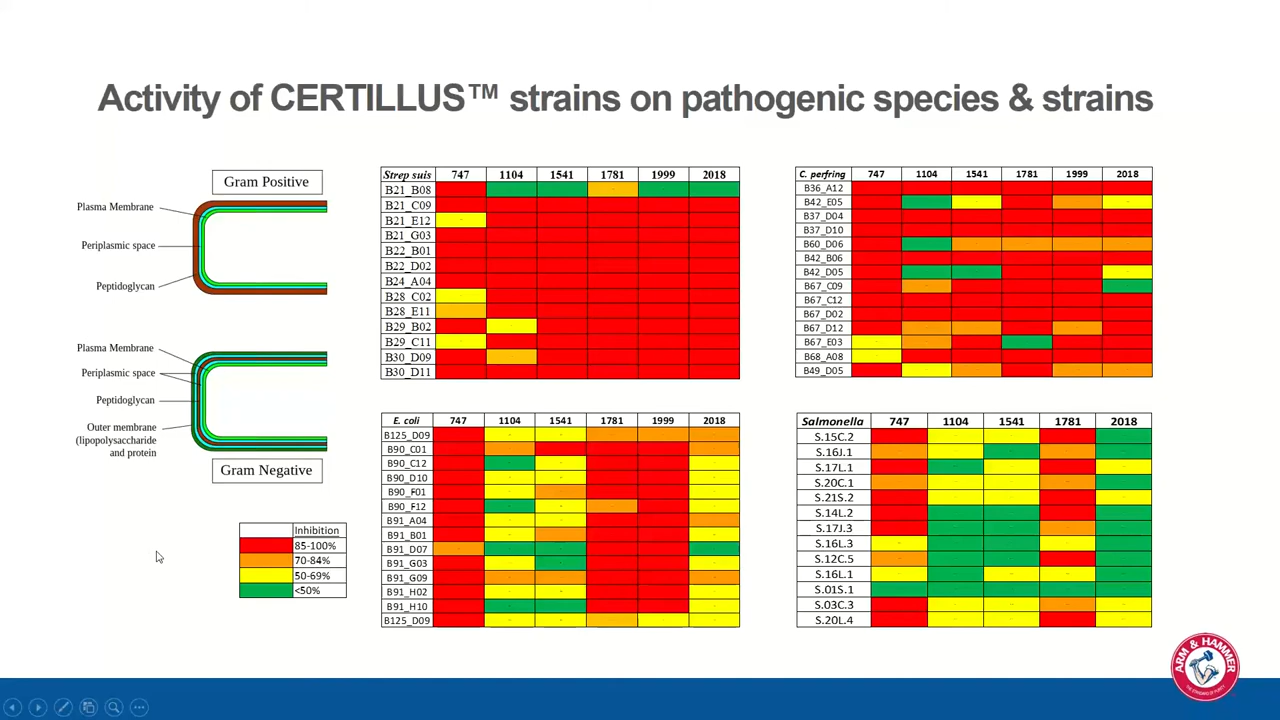 Activity of CERTILLUS™ strains on pathogenic species & strains
Gram Positive
Plasma Membrane
Periplasmic space
Peptidoglycan
Plasma Membrane
Periplasmic space
Peptidoglycan
Outer membrane
(lipopolysaccharide
and protein
Gram Negative
Inhibition
85-100%
70-84%
50-69%
<50%
Strep suis 747 1104 1541 1781 1999 2018
B21_B08
B21_C09
B21_E12
B21_G03
B22_B01
B22_D02
B24_A04
B28_C02
B28_E11
B29_B02
B29_C11
B30_D09
B30_D11
C. perfring 747 1104 1541 1781 1999 2018
B36_A12
B42_E05
B37_D04
B37_D10
B60_D06
B42_B06
B42_D05
B67_C09
B67_C12
B67_D02
B67_D12
B67_E03
B68_A08
B49_D05
E. coli 747 1104 1541 1781 1999 2018
B125_D09
B90_C01
B90_C12
B90_D10
B90_F01
B90_F12
B91_A04
B91_B01
B91_D07
B91_G03
B91_G09
B91_H02
B91_H10
B125_D09
Salmonella 747 1104 1541 1781 2018
S.15C.2
S.16J.1
S.17L.1
S.20C.1
S.21S.2
S.14L.2
S.17J.3
S.16L.3
S.12C.5
S.16L.1
S.01S.1
S.03C.3
S.20L.4
ARM & HAMMER
THE STANDARD OF PURITY